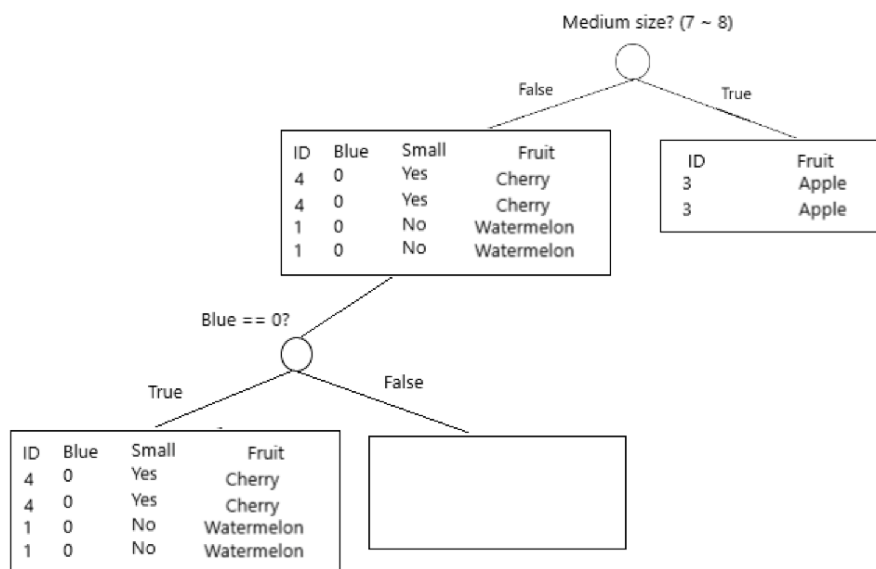 Medium size? (7 ~ 8)
False
True
ID Blue Small Fruit
4 0 Yes Cherry
4 0 Yes Cherry
1 0 No Watermelon
1 0 No Watermelon
ID Fruit
3 Apple
3 Apple
Blue == 0?
True
False
ID Blue Small Fruit
4 0 Yes Cherry
4 0 Yes Cherry
1 0 No Watermelon
1 0 No Watermelon